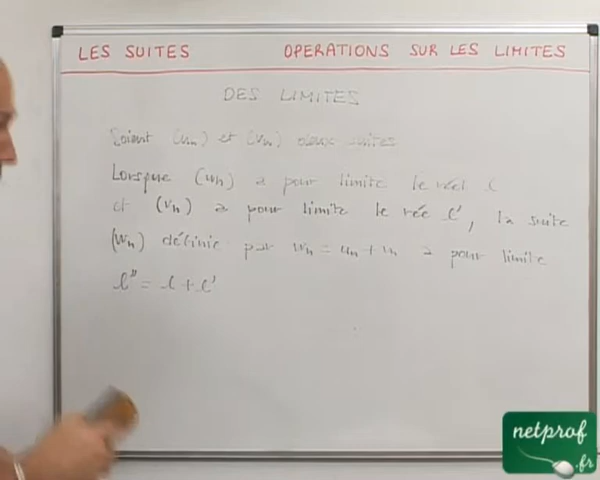 LES SUITES OPERATIONS SUR LES LIMITES
DES LIMITES
Soient (un) et (vn) deux suites
Lorsque (un) a pour limite le réel l
et (vn) a pour limite le rée l', la suite
(wn) définie par wn = un + vn a pour limite
l" = l + l'
netprof
.fr